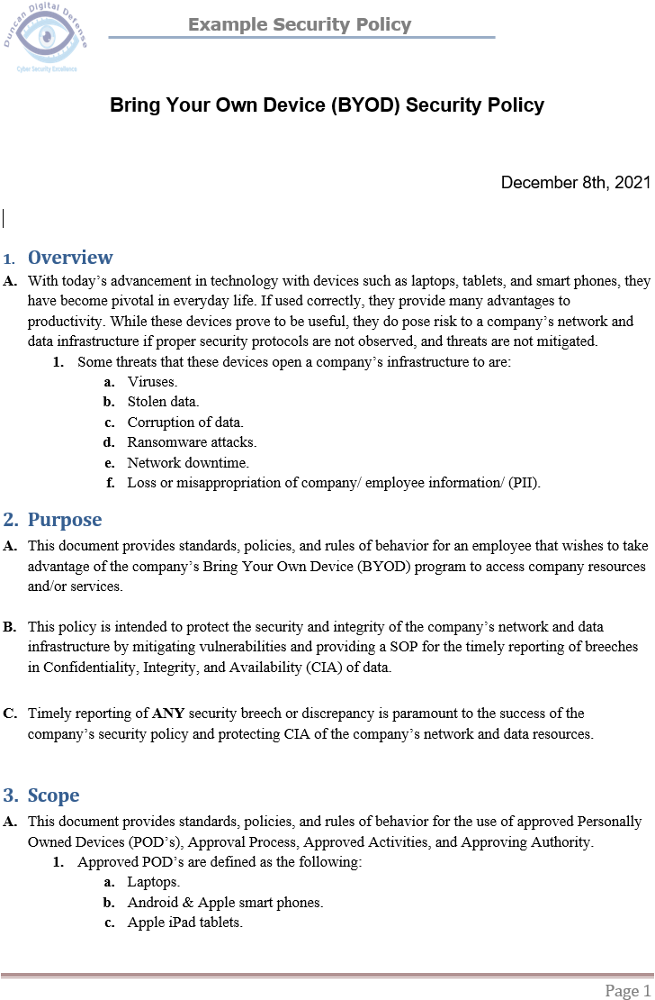 Duncan Digital Defense
Cyber Security Excellence
Example Security Policy
Bring Your Own Device (BYOD) Security Policy
December 8th, 2021
1. Overview
A. With today’s advancement in technology with devices such as laptops, tablets, and smart phones, they
have become pivotal in everyday life. If used correctly, they provide many advantages to
productivity. While these devices prove to be useful, they do pose risk to a company’s network and
data infrastructure if proper security protocols are not observed, and threats are not mitigated.
1. Some threats that these devices open a company’s infrastructure to are:
a. Viruses.
b. Stolen data.
c. Corruption of data.
d. Ransomware attacks.
e. Network downtime.
f. Loss or misappropriation of company/ employee information/ (PII).
2. Purpose
A. This document provides standards, policies, and rules of behavior for an employee that wishes to take
advantage of the company’s Bring Your Own Device (BYOD) program to access company resources
and/or services.
B. This policy is intended to protect the security and integrity of the company’s network and data
infrastructure by mitigating vulnerabilities and providing a SOP for the timely reporting of breeches
in Confidentiality, Integrity, and Availability (CIA) of data.
C. Timely reporting of ANY security breech or discrepancy is paramount to the success of the
company’s security policy and protecting CIA of the company’s network and data resources.
3. Scope
A. This document provides standards, policies, and rules of behavior for the use of approved Personally
Owned Devices (POD’s), Approval Process, Approved Activities, and Approving Authority.
1. Approved POD’s are defined as the following:
a. Laptops.
b. Android & Apple smart phones.
c. Apple iPad tablets.
Page 1